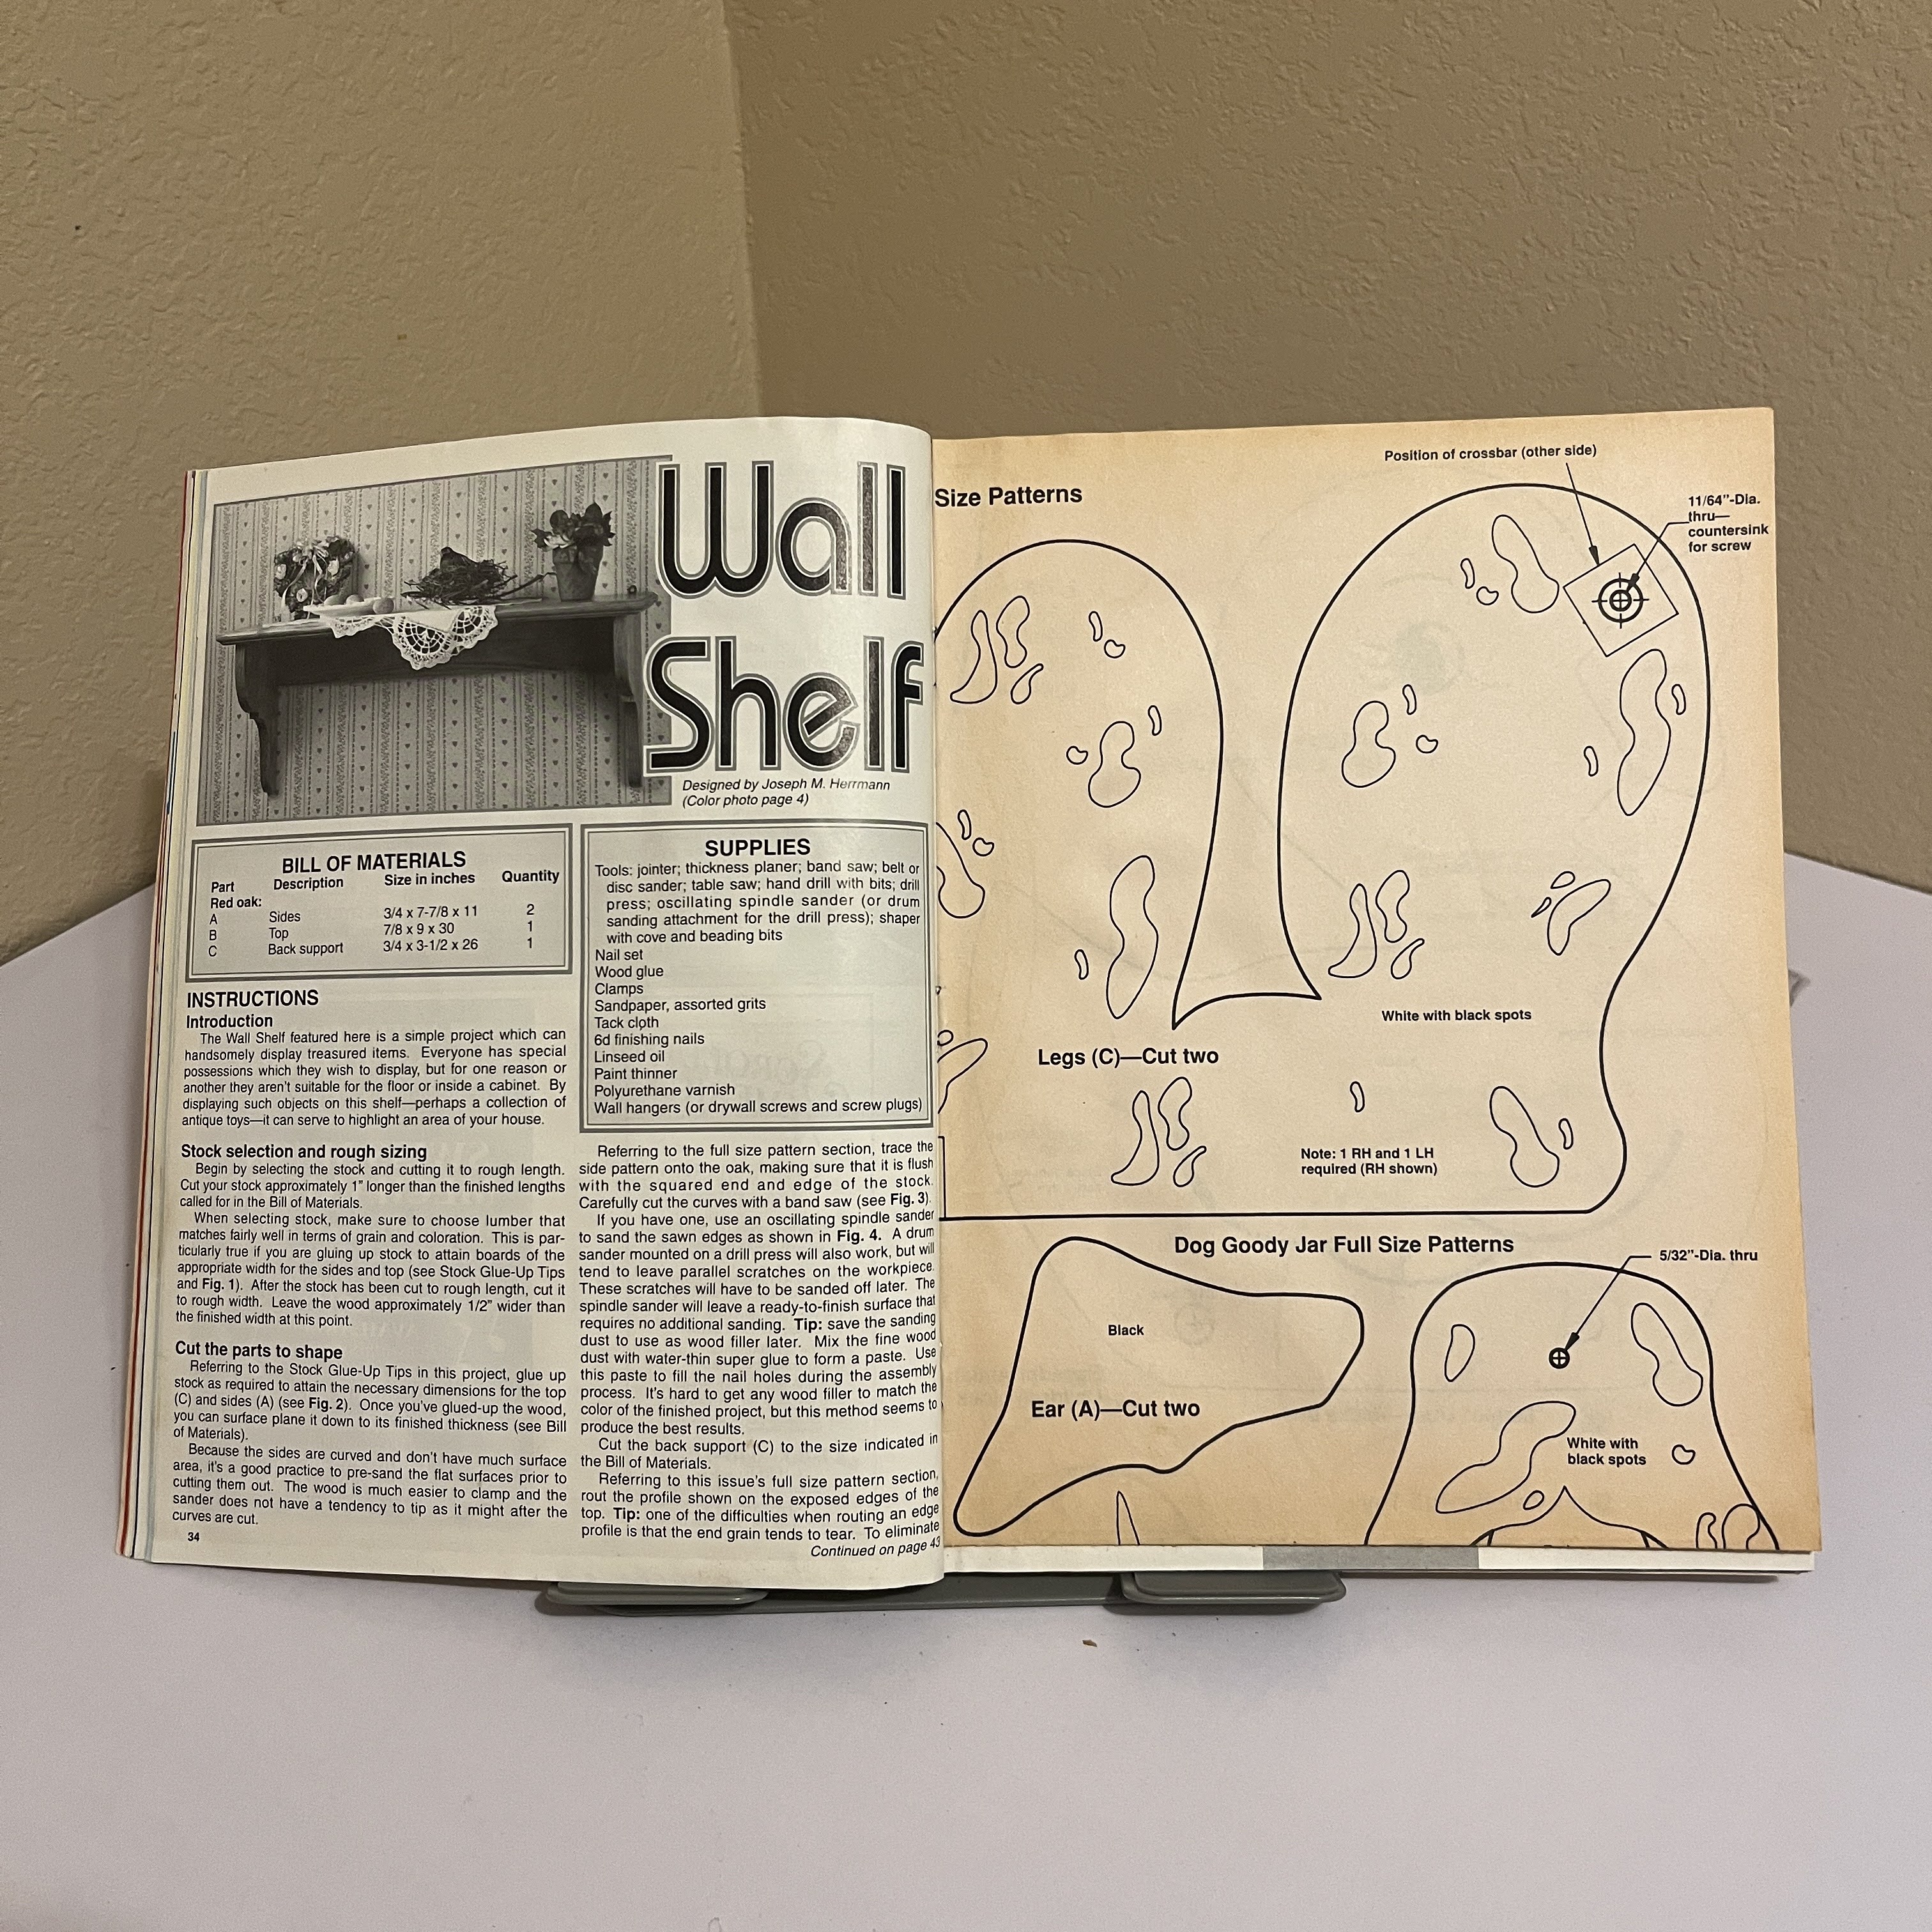 Wall
Shelf
Designed by Joseph M. Herrmann
(Color photo page 4)
BILL OF MATERIALS
Part Description Size in inches Quantity
Red oak:
A Sides 3/4 x 7-7/8 x 11 2
B Top 7/8 x 9 x 30 1
C Back support 3/4 x 3-1/2 x 26 1
SUPPLIES
Tools: jointer; thickness planer; band saw; belt or
disc sander; table saw; hand drill with bits; drill
press; oscillating spindle sander (or drum
sanding attachment for the drill press); shaper
with cove and beading bits
Nail set
Wood glue
Clamps
Sandpaper, assorted grits
Tack cloth
6d finishing nails
Linseed oil
Paint thinner
Polyurethane varnish
Wall hangers (or drywall screws and screw plugs)
INSTRUCTIONS
Introduction
The Wall Shelf featured here is a simple project which can
handsomely display treasured items. Everyone has special
possessions which they wish to display, but for one reason or
another they aren't suitable for the floor or inside a cabinet. By
displaying such objects on this shelf—perhaps a collection of
antique toys—it can serve to highlight an area of your house.
Stock selection and rough sizing
Begin by selecting the stock and cutting it to rough length.
Cut your stock approximately 1" longer than the finished lengths
called for in the Bill of Materials.
When selecting stock, make sure to choose lumber that
matches fairly well in terms of grain and coloration. This is par-
ticularly true if you are gluing up stock to attain boards of the
appropriate width for the sides and top (see Stock Glue-Up Tips
and Fig. 1). After the stock has been cut to rough length, cut it
to rough width. Leave the wood approximately 1/2" wider than
the finished width at this point.
Cut the parts to shape
Referring to the Stock Glue-Up Tips in this project, glue up
stock as required to attain the necessary dimensions for the top
(C) and sides (A) (see Fig. 2). Once you've glued-up the wood,
you can surface plane it down to its finished thickness (see Bill
of Materials).
Because the sides are curved and don't have much surface
area, it's a good practice to pre-sand the flat surfaces prior to
cutting them out. The wood is much easier to clamp and the
sander does not have a tendency to tip as it might after the
curves are cut.
34
Referring to the full size pattern section, trace the
side pattern onto the oak, making sure that it is flush
with the squared end and edge of the stock.
Carefully cut the curves with a band saw (see Fig. 3).
If you have one, use an oscillating spindle sander
to sand the sawn edges as shown in Fig. 4. A drum
sander mounted on a drill press will also work, but will
tend to leave parallel scratches on the workpiece.
These scratches will have to be sanded off later. The
spindle sander will leave a ready-to-finish surface that
requires no additional sanding. Tip: save the sanding
dust to use as wood filler later. Mix the fine wood
dust with water-thin super glue to form a paste. Use
this paste to fill the nail holes during the assembly
process. It's hard to get any wood filler to match the
color of the finished project, but this method seems to
produce the best results.
Cut the back support (C) to the size indicated in
the Bill of Materials.
Referring to this issue's full size pattern section,
rout the profile shown on the exposed edges of the
top. Tip: one of the difficulties when routing an edge
profile is that the end grain tends to tear. To eliminate
Continued on page 43
Size Patterns
Position of crossbar (other side)
11/64"-Dia.
thru—
countersink
for screw
White with black spots
Legs (C)—Cut two
Note: 1 RH and 1 LH
required (RH shown)
Dog Goody Jar Full Size Patterns
5/32"-Dia. thru
Black
Ear (A)—Cut two
White with
black spots